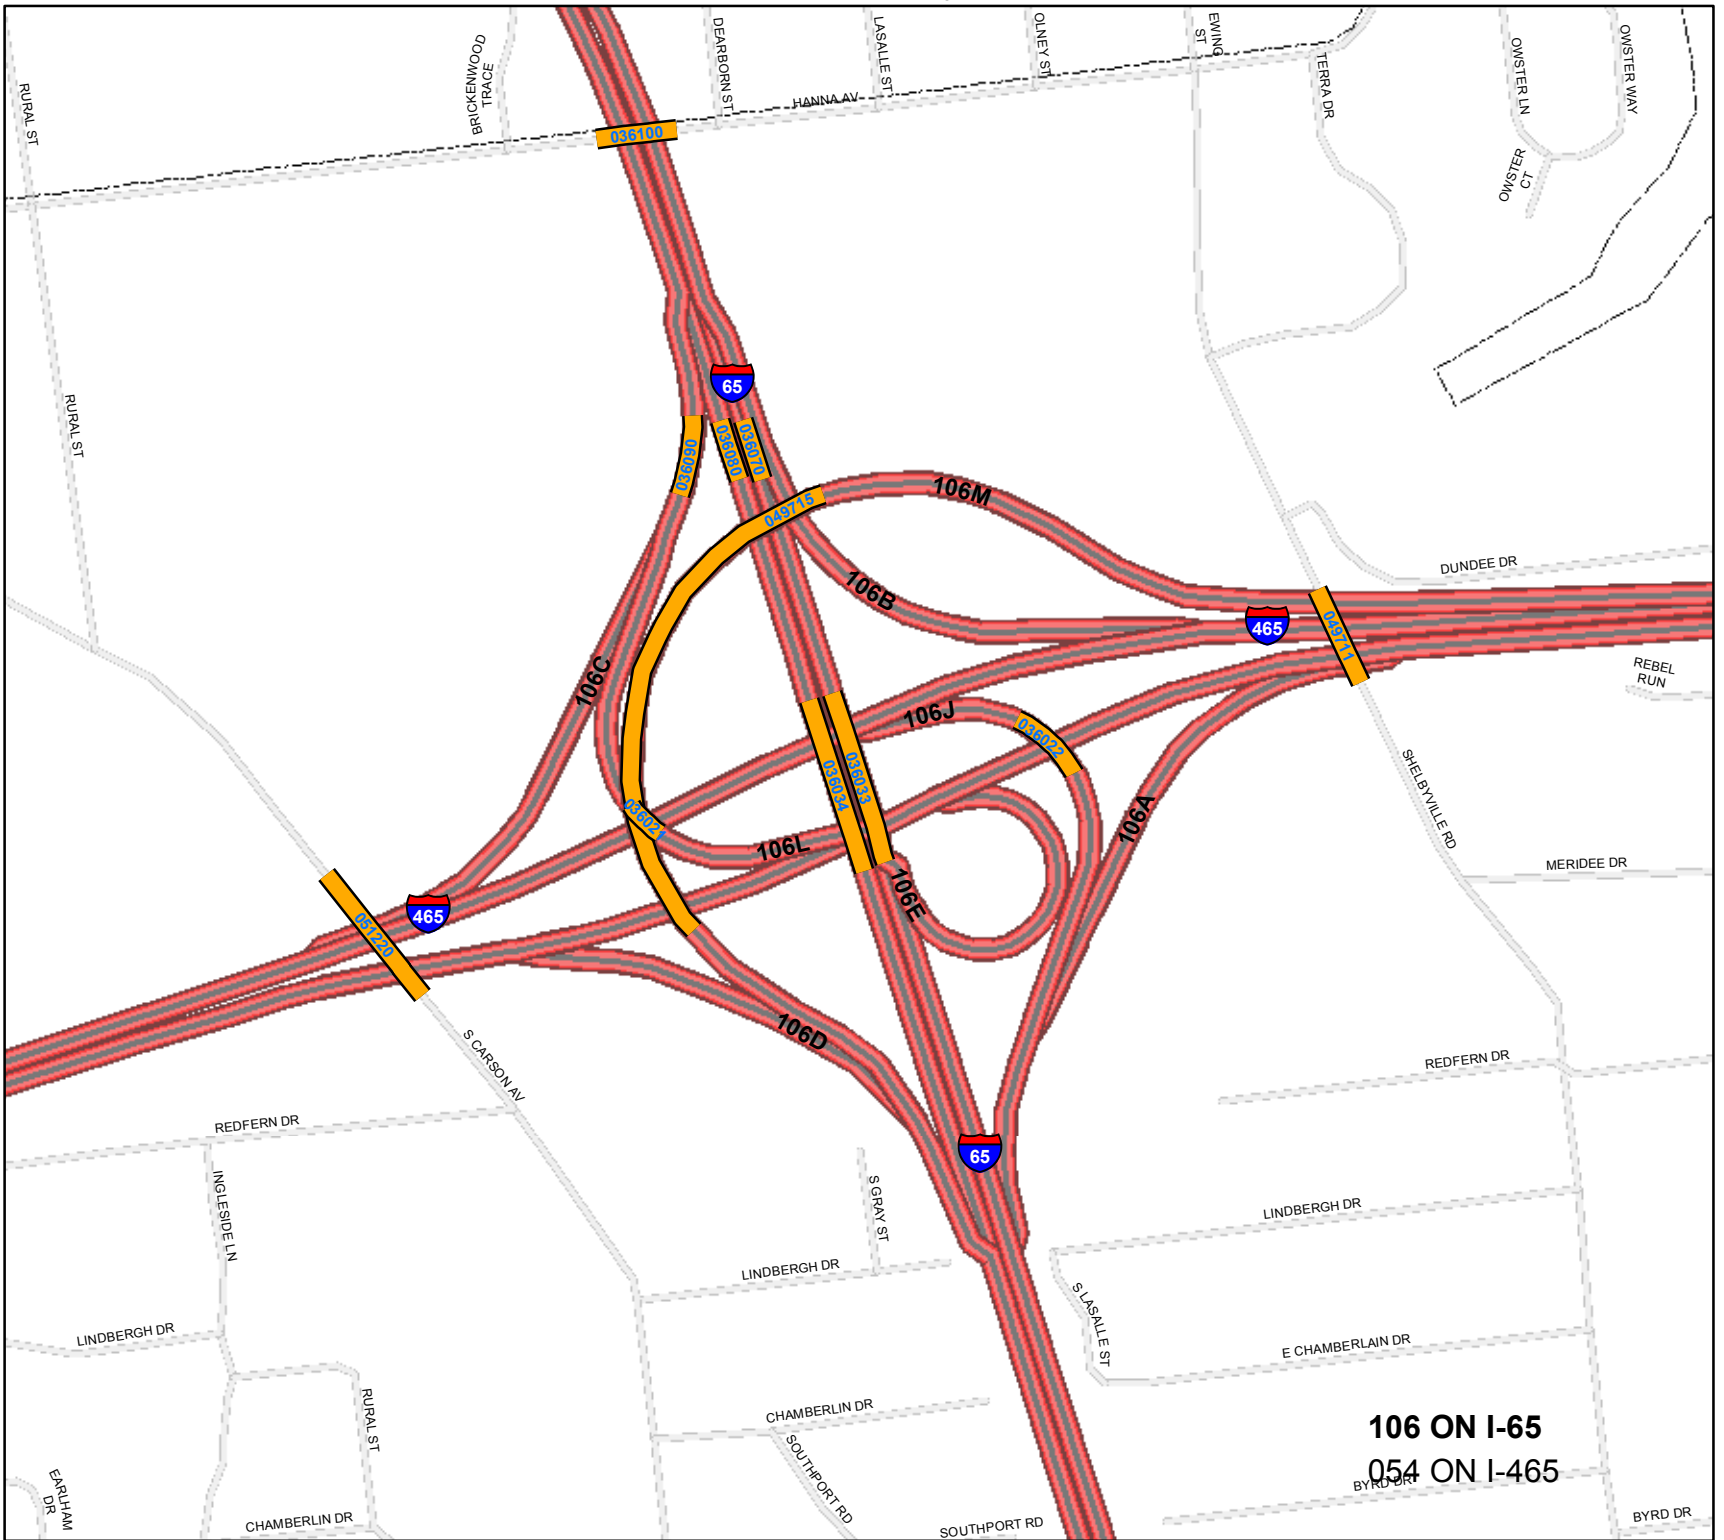 RURAL ST
BRICKENWOOD
TRACE
DEARBORN ST
LASALLE ST
OLNEY ST
EWING
ST
TERRA DR
OWSTER LN
OWSTER WAY
OWSTER
CT
HANNA AV
036100
RURAL ST
65
036090
036080
036070
049715
106M
106B
106C
DUNDEE DR
465
049711
REBEL
RUN
106J
036022
036034
036033
036021
106L
106A
106E
SHELBYVILLE RD
MERIDEE DR
465
051220
106D
S CARSON AV
REDFERN DR
REDFERN DR
INGLESIDE LN
65
S GRAY ST
LINDBERGH DR
LINDBERGH DR
LINDBERGH DR
S LASALLE ST
E CHAMBERLAIN DR
RURAL ST
CHAMBERLIN DR
SOUTHPORT RD
106 ON I-65
054 ON I-465
BYRD DR
EARLHAM
DR
CHAMBERLIN DR
SOUTHPORT RD
BYRD DR